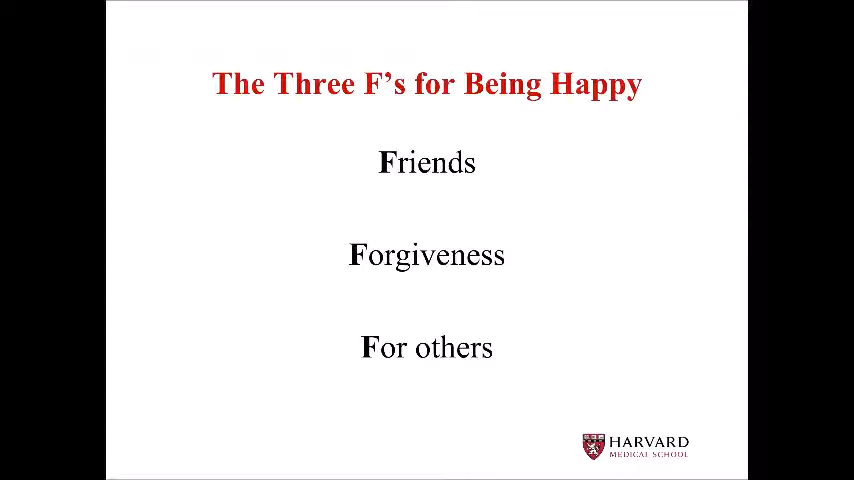 The Three F’s for Being Happy
Friends
Forgiveness
For others
HARVARD
MEDICAL SCHOOL